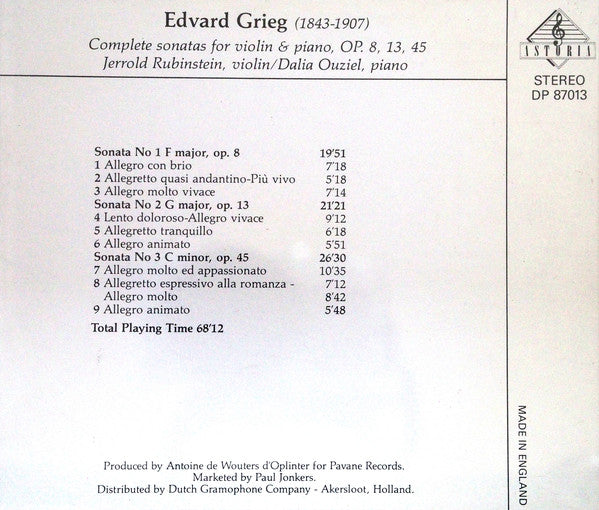 Edvard Grieg (1843-1907)
Complete sonatas for violin & piano, OP. 8, 13, 45
Jerrold Rubinstein, violin/Dalia Ouziel, piano
ASTORIA
STEREO
DP 87013
Sonata No 1 F major, op. 8 19'51
1 Allegro con brio 7'18
2 Allegretto quasi andantino-Più vivo 5'18
3 Allegro molto vivace 7'14
Sonata No 2 G major, op. 13 21'21
4 Lento doloroso-Allegro vivace 9'12
5 Allegretto tranquillo 6'18
6 Allegro animato 5'51
Sonata No 3 C minor, op. 45 26'30
7 Allegro molto ed appassionato 10'35
8 Allegretto espressivo alla romanza - 7'12
Allegro molto 8'42
9 Allegro animato 5'48
Total Playing Time 68'12
Produced by Antoine de Wouters d'Oplinter for Pavane Records.
Marketed by Paul Jonkers.
Distributed by Dutch Gramophone Company - Akersloot, Holland.
MADE IN ENGLAND